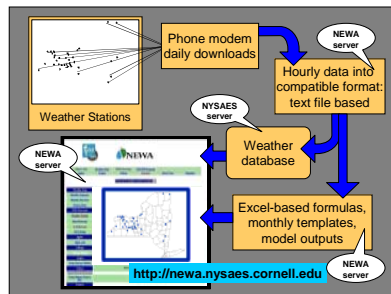 Phone modem
daily downloads
NEWA
server
Hourly data into
compatible format:
text file based
Weather Stations
NYSAES
server
NEWA
server
NEWA
Weather
database
Excel-based formulas,
monthly templates,
model outputs
NEWA
server
http://newa.nysaes.cornell.edu